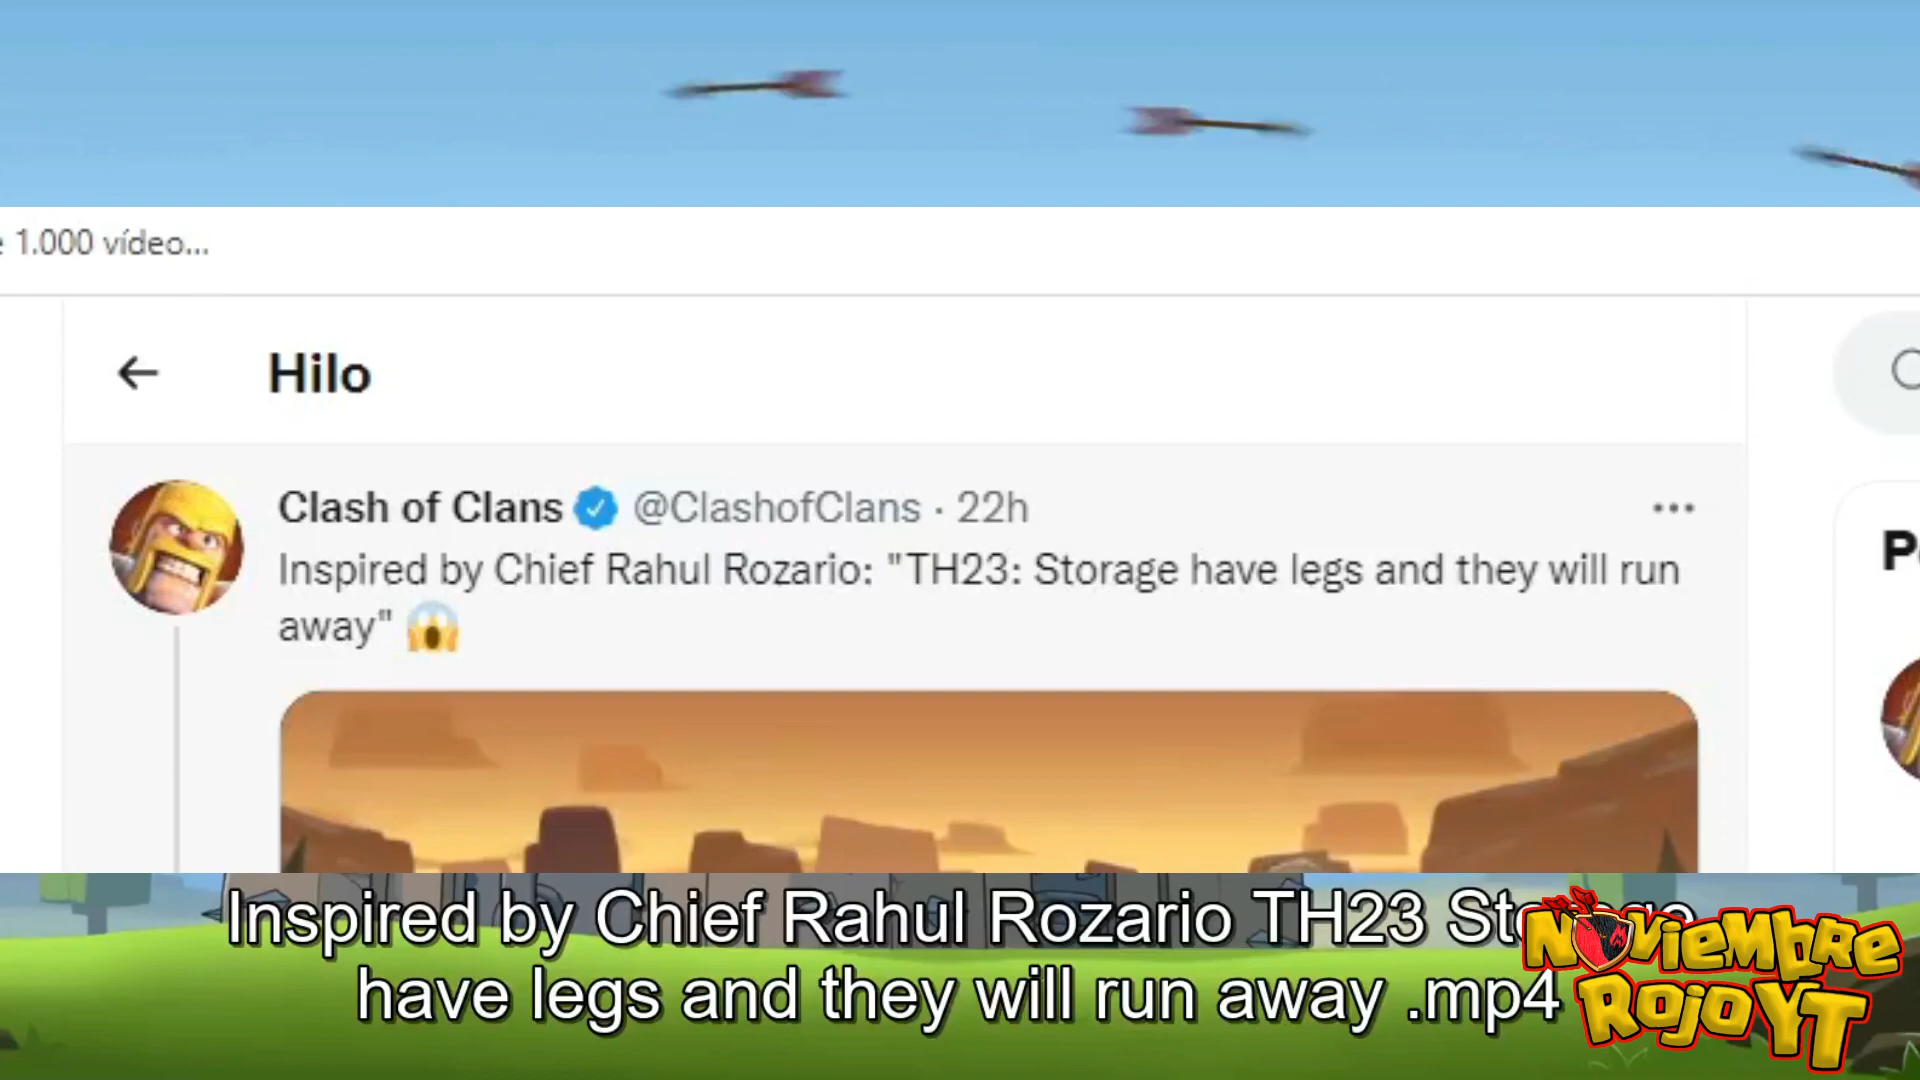 1.000 vídeo...
Hilo
Clash of Clans @ClashofClans · 22h
Inspired by Chief Rahul Rozario: "TH23: Storage have legs and they will run
away" 😱
Inspired by Chief Rahul Rozario TH23 Storage
have legs and they will run away .mp4
NoviemBre
RojoYT